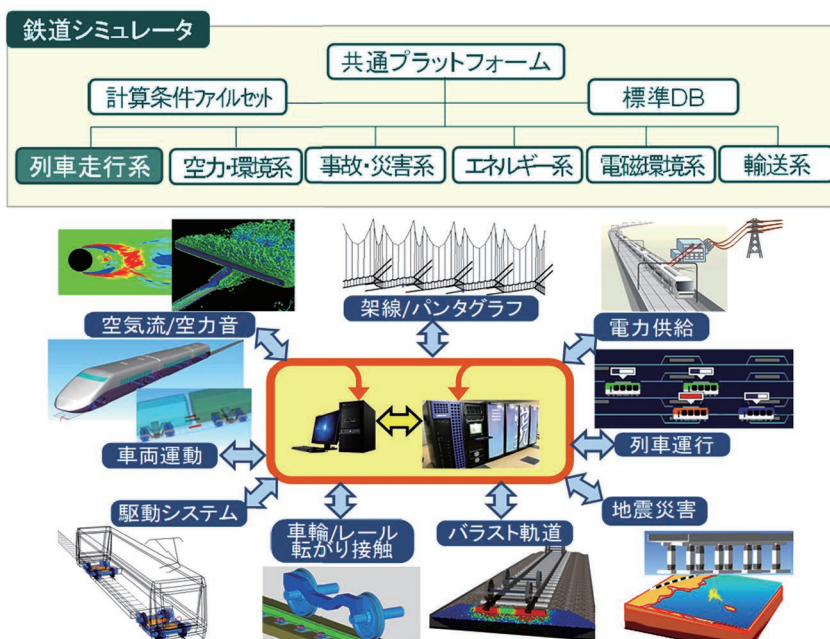 鉄道シミュレータ
共通プラットフォーム
計算条件ファイルセット
標準DB
列車走行系
空力・環境系
事故・災害系
エネルギー系
電磁環境系
輸送系
空気流/空力音
架線/パンタグラフ
電力供給
車両運動
列車運行
駆動システム
車輪/レール
転がり接触
バラスト軌道
地震災害